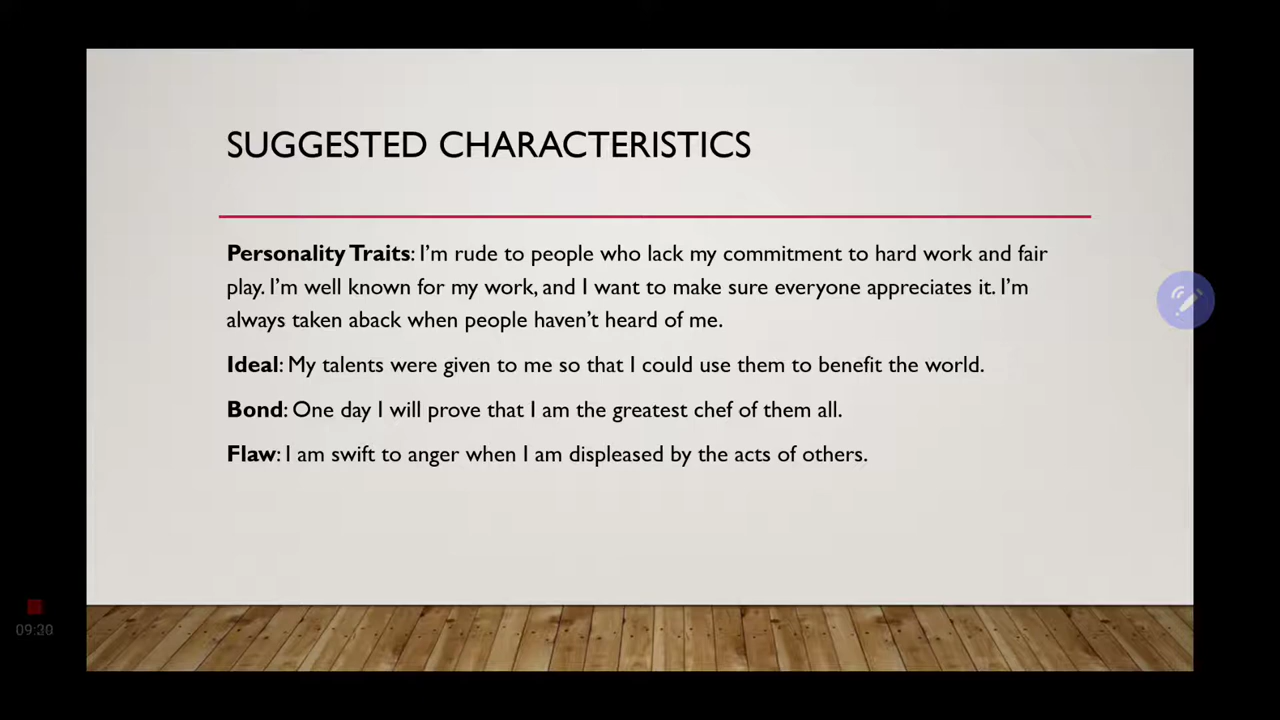 SUGGESTED CHARACTERISTICS
Personality Traits: I’m rude to people who lack my commitment to hard work and fair
play. I’m well known for my work, and I want to make sure everyone appreciates it. I’m
always taken aback when people haven’t heard of me.
Ideal: My talents were given to me so that I could use them to benefit the world.
Bond: One day I will prove that I am the greatest chef of them all.
Flaw: I am swift to anger when I am displeased by the acts of others.
09:30